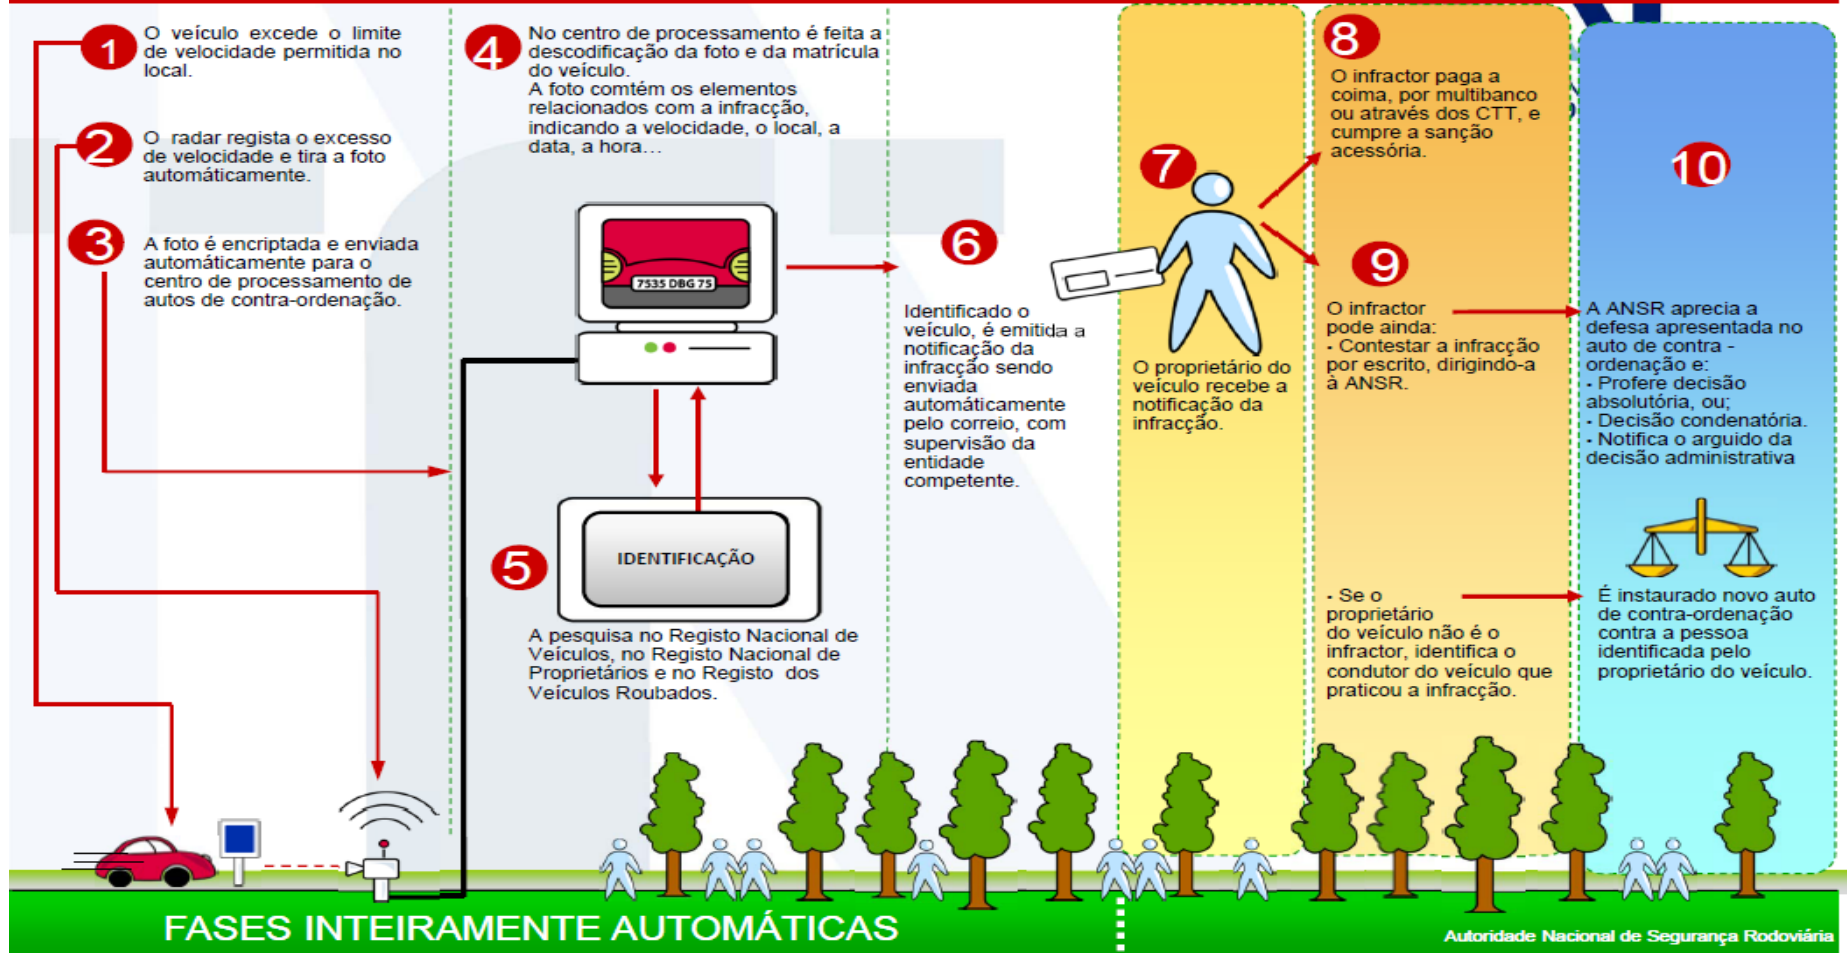 1
O veículo excede o limite
de velocidade permitida no
local.
2
O radar regista o excesso
de velocidade e tira a foto
automáticamente.
3
A foto é encriptada e enviada
automáticamente para o
centro de processamento de
autos de contra-ordenação.
4
No centro de processamento é feita a
descodificação da foto e da matrícula
do veículo.
A foto comtém os elementos
relacionados com a infracção,
indicando a velocidade, o local, a
data, a hora...
7535 DBG 75
5
IDENTIFICAÇÃO
A pesquisa no Registo Nacional de
Veículos, no Registo Nacional de
Proprietários e no Registo dos
Veículos Roubados.
6
Identificado o
veículo, é emitida a
notificação da
infracção sendo
enviada
automáticamente
pelo correio, com
supervisão da
entidade
competente.
7
O proprietário do
veículo recebe a
notificação da
infracção.
8
O infractor paga a
coima, por multibanco
ou através dos CTT, e
cumpre a sanção
acessória.
9
O infractor
pode ainda:
- Contestar a infracção
por escrito, dirigindo-a
à ANSR.
- Se o
proprietário
do veículo não é o
infractor, identifica o
condutor do veículo que
praticou a infracção.
10
A ANSR aprecia a
defesa apresentada no
auto de contra -
ordenação e:
- Profere decisão
absolutória, ou;
- Decisão condenatória.
- Notifica o arguido da
decisão administrativa
É instaurado novo auto
de contra-ordenação
contra a pessoa
identificada pelo
proprietário do veículo.
FASES INTEIRAMENTE AUTOMÁTICAS
Autoridade Nacional de Segurança Rodoviária